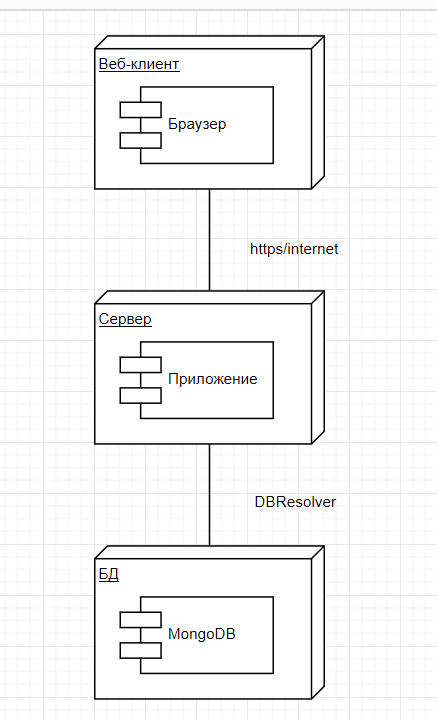 Веб-клиент
Браузер
https/internet
Сервер
Приложение
DBResolver
БД
MongoDB